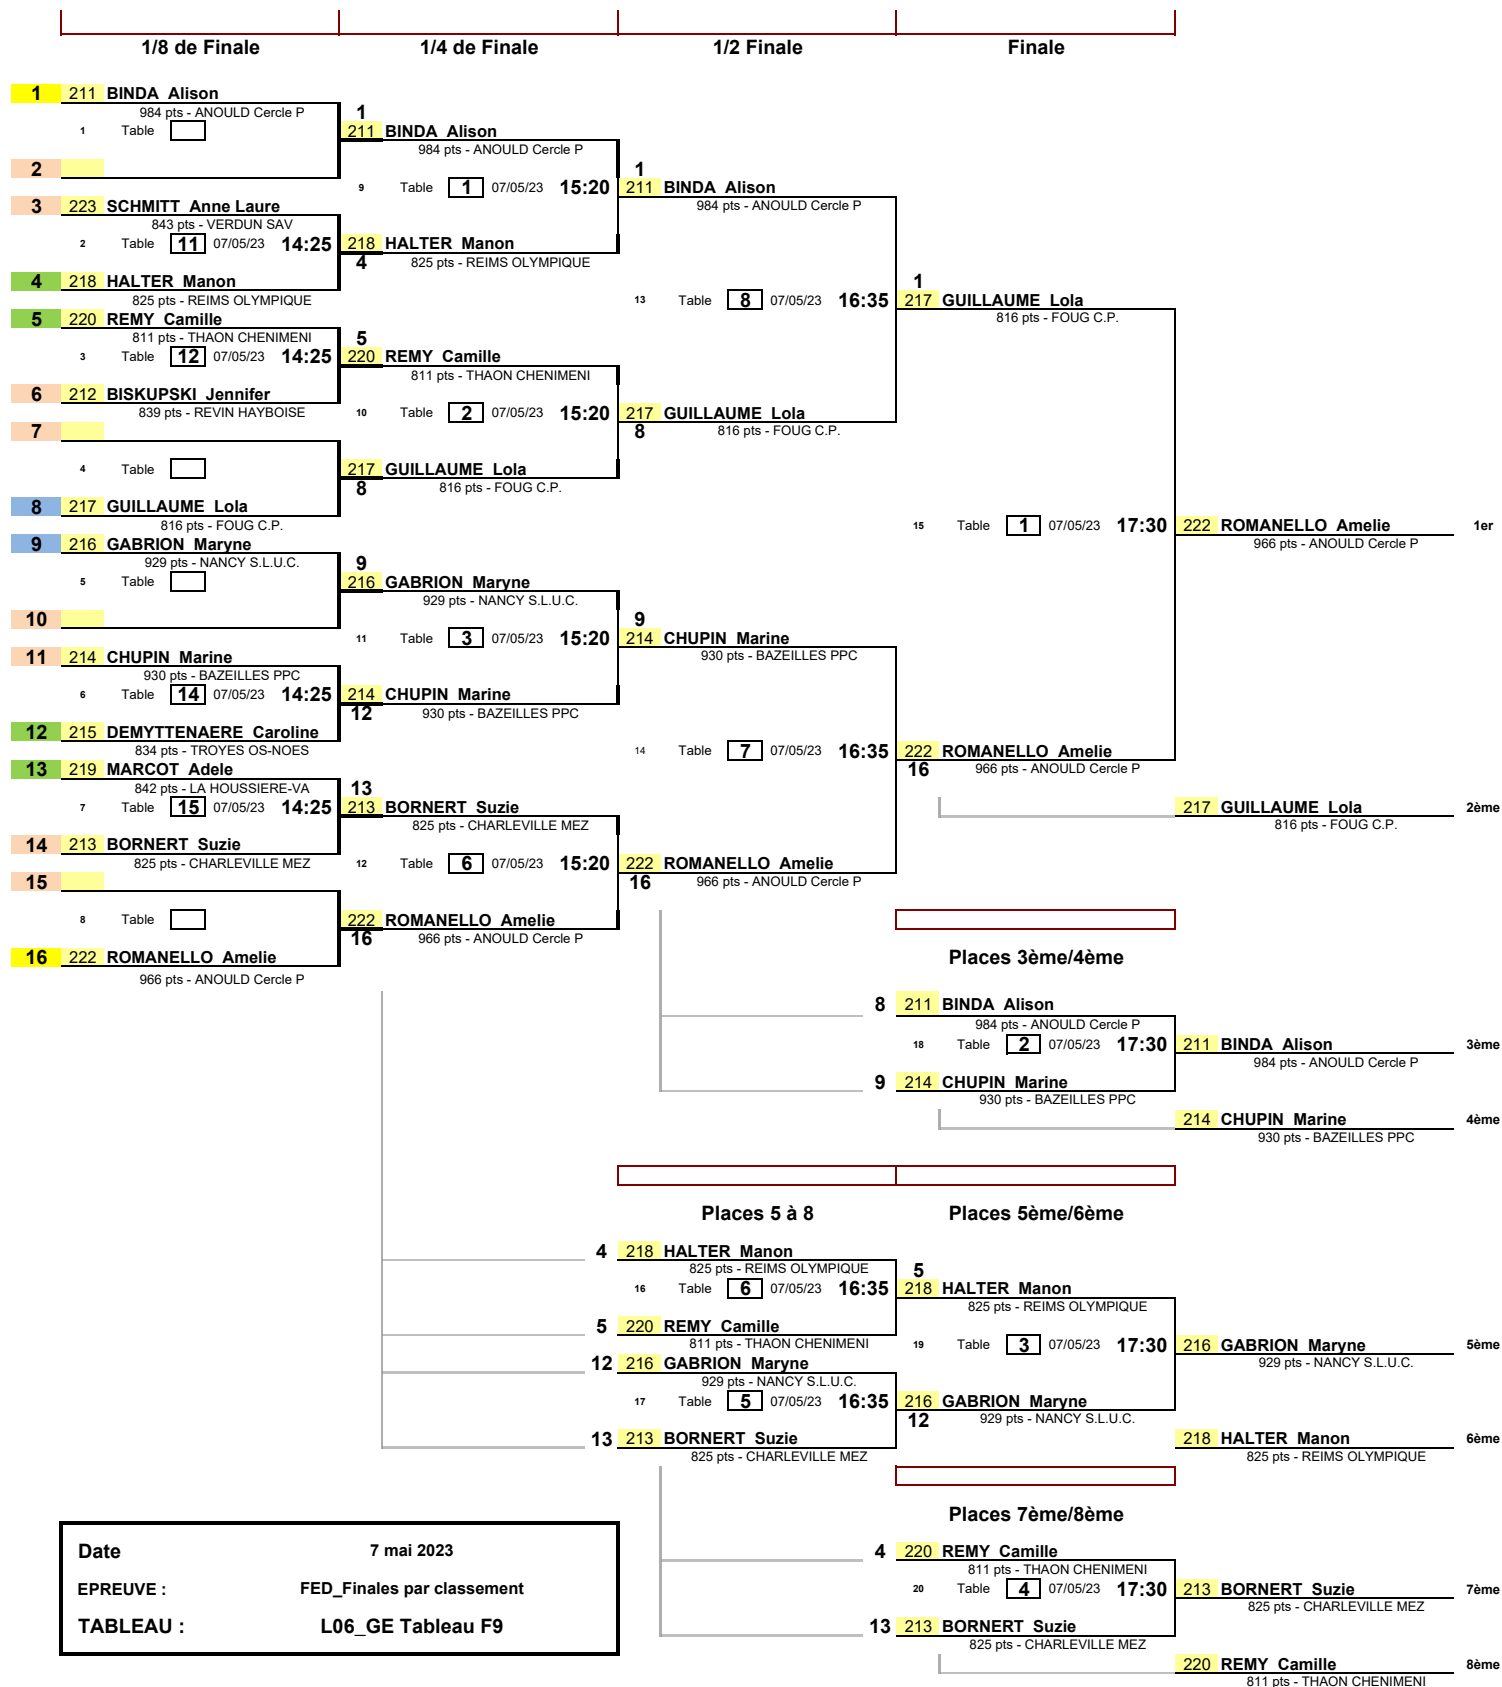 1/8 de Finale 1/4 de Finale 1/2 Finale Finale
1 211 BINDA Alison
984 pts - ANOULD Cercle P
1 Table
2
3 223 SCHMITT Anne Laure
843 pts - VERDUN SAV
2 Table 11 07/05/23 14:25
4 218 HALTER Manon
825 pts - REIMS OLYMPIQUE
5 220 REMY Camille
811 pts - THAON CHENIMENI
3 Table 12 07/05/23 14:25
6 212 BISKUPSKI Jennifer
839 pts - REVIN HAYBOISE
7
4 Table
8 217 GUILLAUME Lola
816 pts - FOUG C.P.
9 216 GABRION Maryne
929 pts - NANCY S.L.U.C.
5 Table
10
11 214 CHUPIN Marine
930 pts - BAZEILLES PPC
6 Table 14 07/05/23 14:25
12 215 DEMYTTENAERE Caroline
834 pts - TROYES OS-NOES
13 219 MARCOT Adele
842 pts - LA HOUSSIERE-VA
7 Table 15 07/05/23 14:25
14 213 BORNERT Suzie
825 pts - CHARLEVILLE MEZ
15
8 Table
16 222 ROMANELLO Amelie
966 pts - ANOULD Cercle P
1
211 BINDA Alison
984 pts - ANOULD Cercle P
9 Table 1 07/05/23 15:20
218 HALTER Manon
4 825 pts - REIMS OLYMPIQUE
5
220 REMY Camille
811 pts - THAON CHENIMENI
10 Table 2 07/05/23 15:20
217 GUILLAUME Lola
8 816 pts - FOUG C.P.
9
216 GABRION Maryne
929 pts - NANCY S.L.U.C.
11 Table 3 07/05/23 15:20
214 CHUPIN Marine
12 930 pts - BAZEILLES PPC
13
213 BORNERT Suzie
825 pts - CHARLEVILLE MEZ
12 Table 6 07/05/23 15:20
222 ROMANELLO Amelie
16 966 pts - ANOULD Cercle P
1
211 BINDA Alison
984 pts - ANOULD Cercle P
13 Table 8 07/05/23 16:35
217 GUILLAUME Lola
8 816 pts - FOUG C.P.
9
214 CHUPIN Marine
930 pts - BAZEILLES PPC
14 Table 7 07/05/23 16:35
222 ROMANELLO Amelie
16 966 pts - ANOULD Cercle P
1
217 GUILLAUME Lola
816 pts - FOUG C.P.
15 Table 1 07/05/23 17:30
222 ROMANELLO Amelie
16 966 pts - ANOULD Cercle P
222 ROMANELLO Amelie 1er
966 pts - ANOULD Cercle P
217 GUILLAUME Lola 2ème
816 pts - FOUG C.P.
Places 3ème/4ème
8 211 BINDA Alison
984 pts - ANOULD Cercle P
18 Table 2 07/05/23 17:30
9 214 CHUPIN Marine
930 pts - BAZEILLES PPC
211 BINDA Alison 3ème
984 pts - ANOULD Cercle P
214 CHUPIN Marine 4ème
930 pts - BAZEILLES PPC
Places 5 à 8 Places 5ème/6ème
4 218 HALTER Manon
825 pts - REIMS OLYMPIQUE
16 Table 6 07/05/23 16:35
5 220 REMY Camille
811 pts - THAON CHENIMENI
12 216 GABRION Maryne
929 pts - NANCY S.L.U.C.
17 Table 5 07/05/23 16:35
13 213 BORNERT Suzie
825 pts - CHARLEVILLE MEZ
5
218 HALTER Manon
825 pts - REIMS OLYMPIQUE
19 Table 3 07/05/23 17:30
216 GABRION Maryne
12 929 pts - NANCY S.L.U.C.
216 GABRION Maryne 5ème
929 pts - NANCY S.L.U.C.
218 HALTER Manon 6ème
825 pts - REIMS OLYMPIQUE
Places 7ème/8ème
4 220 REMY Camille
811 pts - THAON CHENIMENI
20 Table 4 07/05/23 17:30
13 213 BORNERT Suzie
825 pts - CHARLEVILLE MEZ
213 BORNERT Suzie 7ème
825 pts - CHARLEVILLE MEZ
220 REMY Camille 8ème
811 pts - THAON CHENIMENI
Date 7 mai 2023
EPREUVE : FED_Finales par classement
TABLEAU : L06_GE Tableau F9